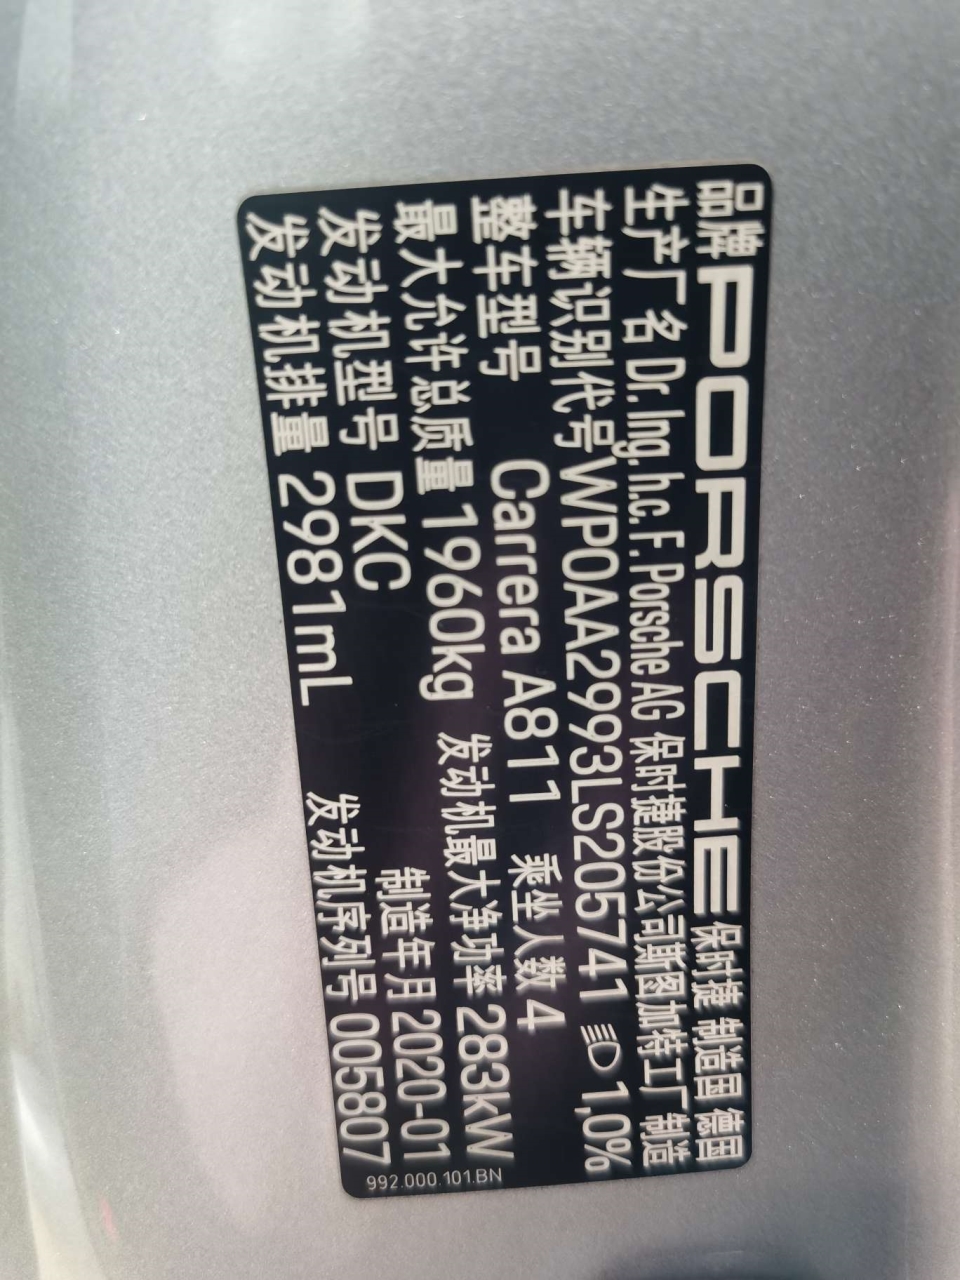 品牌 PORSCHE 保时捷 制造国 德国
生产厂名 Dr. Ing. h.c. F. Porsche AG 保时捷股份公司斯图加特工厂 制造
车辆识别代号 WP0AA2993LS205741 1,0%
整车型号 Carrera A811 乘坐人数 4
最大允许总质量 1960kg 发动机最大净功率 283kW
发动机型号 DKC 制造年月 2020-01
发动机排量 2981mL 发动机序列号 005807
992.000.101.BN